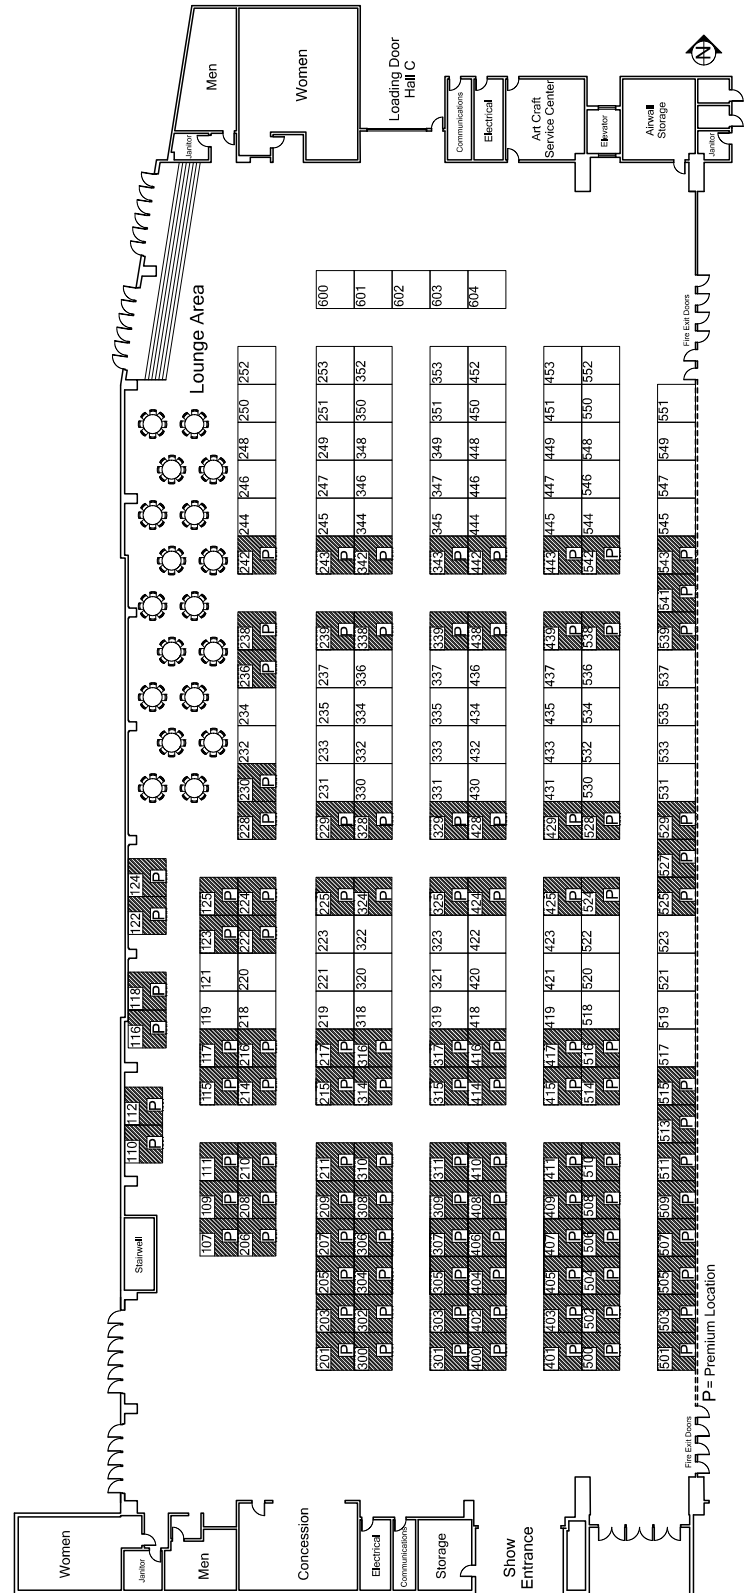 Men
Women
Loading Door
Hall C
Communications
Electrical
Art Craft
Service Center
Elevator
Airwall
Storage
Janitor
Janitor
N
Lounge Area
Fire Exit Doors
600 601 602 603 604
252 253 352 353 452 453 552
250 251 350 351 450 451 550 551
248 249 348 349 448 449 548 549
246 247 346 347 446 447 546 547
244 245 344 345 444 445 544 545
242 P 243 P 342 P 343 P 442 P 443 P 542 P 543 P
541 P
238 P 239 P 338 P 339 P 438 P 439 P 538 P 539 P
236 P 237 336 337 436 437 536 537
234 235 334 335 434 435 534 535
232 233 332 333 432 433 532 533
230 P 231 330 331 430 431 530 531
228 P 229 P 328 P 329 P 428 P 429 P 528 P 529 P
527 P
124 P 125 P 224 P 225 P 324 P 325 P 424 P 425 P 524 P 525 P
122 P 123 P 222 P 223 322 323 422 423 522 523
121 220 221 320 321 420 421 520 521
118 P 119 218 219 318 319 418 419 518 519
116 P 117 P 216 P 217 P 316 P 317 P 416 P 417 P 516 P 517
115 P 214 P 215 P 314 P 315 P 414 P 415 P 514 P 515 P
112 P 513 P
110 P 111 P 210 P 211 P 310 P 311 P 410 P 411 P 510 P 511 P
109 P 208 P 209 P 308 P 309 P 408 P 409 P 508 P 509 P
107 P 206 P 207 P 306 P 307 P 406 P 407 P 506 P 507 P
Stairwell
205 P 304 P 305 P 404 P 405 P 504 P 505 P
203 P 302 P 303 P 402 P 403 P 502 P 503 P
201 P 300 P 301 P 400 P 401 P 500 P 501 P
P = Premium Location
Fire Exit Doors
Women
Janitor
Men
Concession
Electrical
Communications
Storage
Show
Entrance